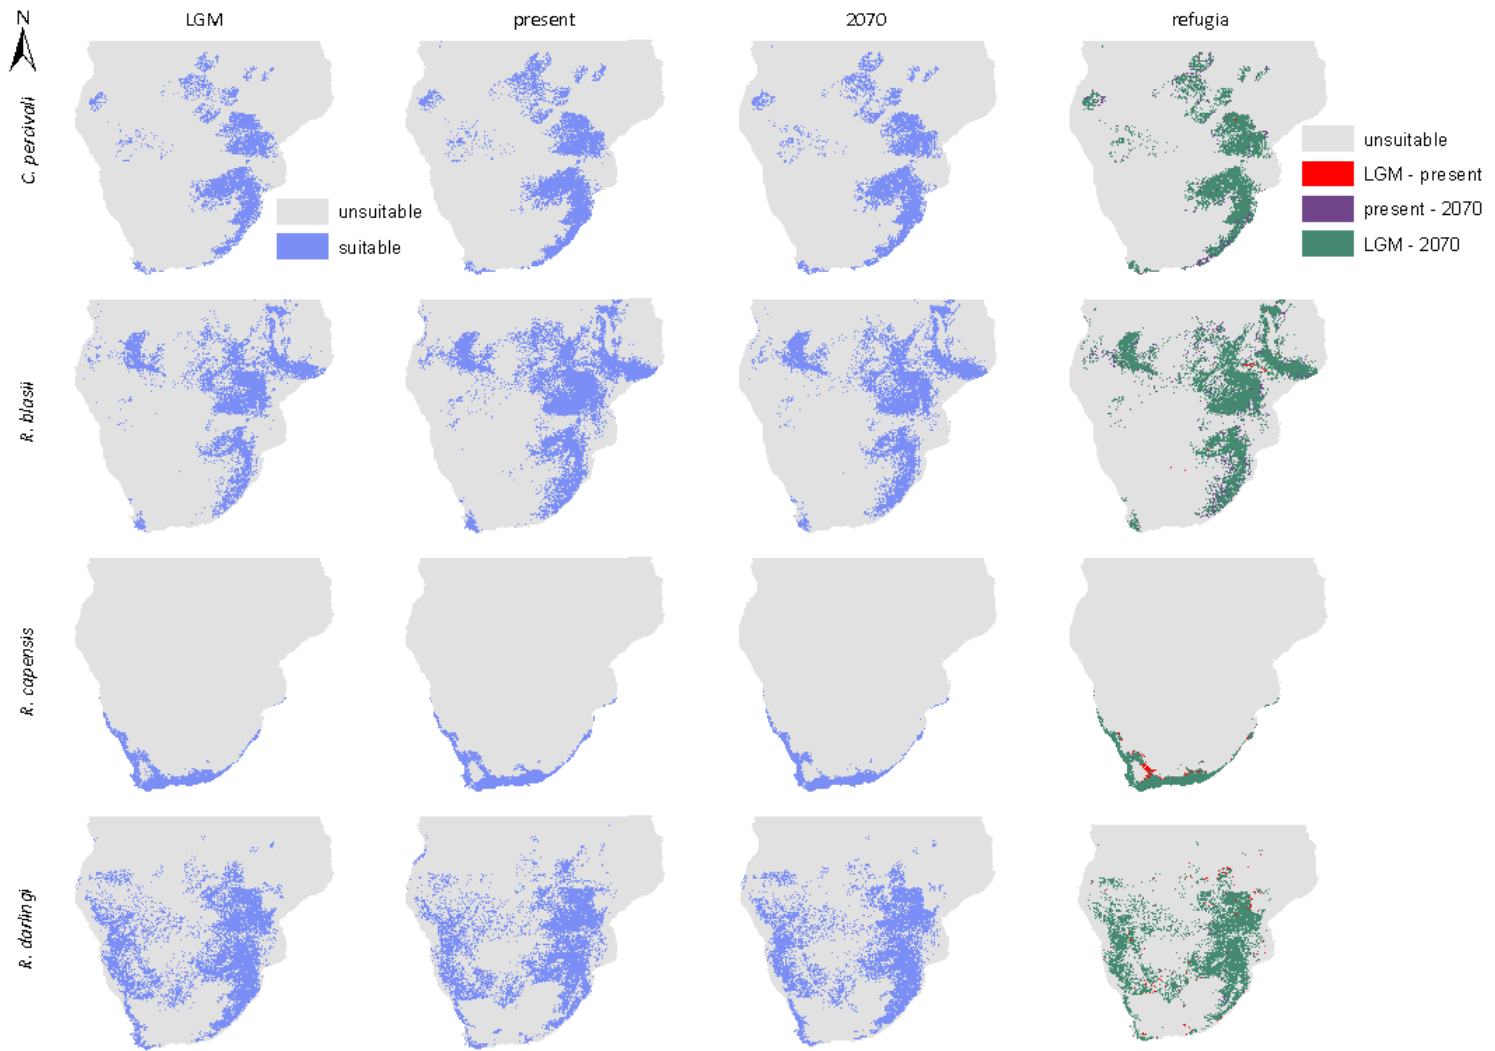 N
LGM
present
2070
refugia
C. percivali
unsuitable
suitable
unsuitable
LGM - present
present - 2070
LGM - 2070
R. blasii
R. capensis
R. darlingi